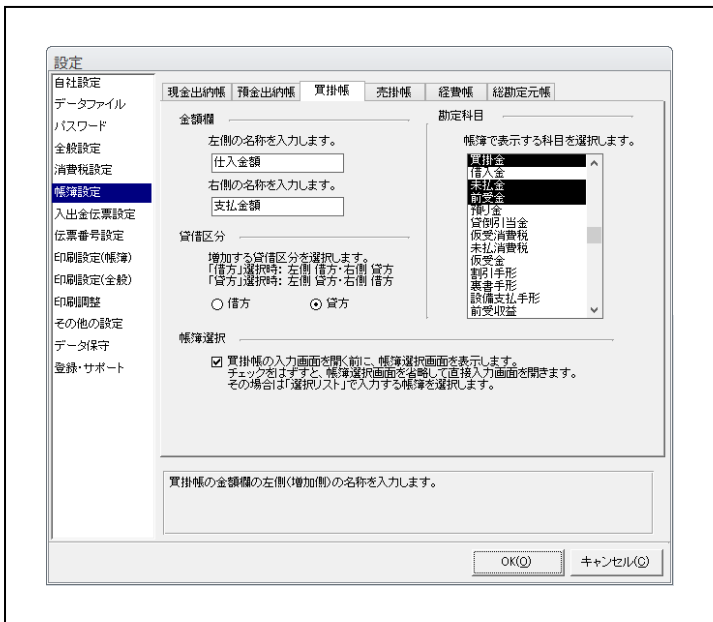 設定
自社設定
データファイル
パスワード
全般設定
消費税設定
帳簿設定
入出金伝票設定
伝票番号設定
印刷設定(帳簿)
印刷設定(全般)
印刷調整
その他の設定
データ保守
登録・サポート
現金出納帳 預金出納帳 買掛帳 売掛帳 経費帳 総勘定元帳
金額欄
左側の名称を入力します。
仕入金額
右側の名称を入力します。
支払金額
貸借区分
増加する貸借区分を選択します。
「借方」選択時: 左側 借方・右側 貸方
「貸方」選択時: 左側 貸方・右側 借方
借方 貸方
勘定科目
帳簿で表示する科目を選択します。
買掛金
借入金
未払金
前受金
預り金
貸倒引当金
仮受消費税
未払消費税
仮受金
割引手形
裏書手形
設備支払手形
前受収益
帳簿選択
買掛帳の入力画面を開く前に、帳簿選択画面を表示します。
チェックをはずすと、帳簿選択画面を省略して直接入力画面を開きます。
その場合は「選択リスト」で入力する帳簿を選択します。
買掛帳の金額欄の左側(増加側)の名称を入力します。
OK(O) キャンセル(C)